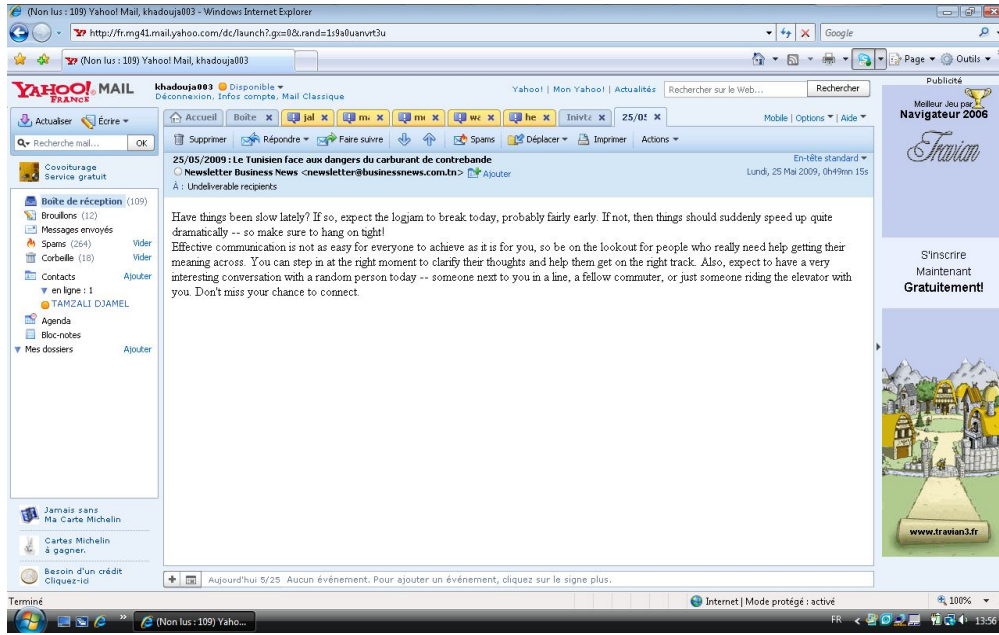 (Non lus : 109) Yahoo! Mail, khadouja003 - Windows Internet Explorer
http://fr.mg41.mail.yahoo.com/dc/launch?.gx=0&.rand=1s9a0uanvrt3u
Google
(Non lus : 109) Yahoo! Mail, khadouja003
Page
Outils
YAHOO! MAIL
FRANCE
khadouja003 Disponible
Déconnexion, Infos compte, Mail Classique
Yahoo! | Mon Yahoo! | Actualités
Rechercher sur le Web...
Rechercher
Publicité
Actualiser
Écrire
Accueil
Boîte
jal
he
25/0
Mobile | Options | Aide
Recherche mail...
OK
Supprimer
Répondre
Faire suivre
Spams
Déplacer
Imprimer
Actions
Covoiturage
Service gratuit
25/05/2009 : Le Tunisien face aux dangers du carburant de contrebande
En-tête standard
Newsletter Business News <newsletter@businessnews.com.tn> Ajouter
Lundi, 25 Mai 2009, 0h49mn 15s
À : Undeliverable recipients
Boîte de réception (109)
Brouillons (12)
Messages envoyés
Spams (264) Vider
Corbeille (18) Vider
Contacts Ajouter
en ligne : 1
TAMZALI DJAMEL
Agenda
Bloc-notes
Mes dossiers Ajouter
Have things been slow lately? If so, expect the logjam to break today, probably fairly early. If not, then things should suddenly speed up quite
dramatically -- so make sure to hang on tight!
Effective communication is not as easy for everyone to achieve as it is for you, so be on the lookout for people who really need help getting their
meaning across. You can step in at the right moment to clarify their thoughts and help them get on the right track. Also, expect to have a very
interesting conversation with a random person today -- someone next to you in a line, a fellow commuter, or just someone riding the elevator with
you. Don't miss your chance to connect.
Meilleur Jeu par
Navigateur 2006
Travian
S'inscrire
Maintenant
Gratuitement!
www.travian3.fr
Jamais sans
Ma Carte Michelin
Cartes Michelin
à gagner.
Besoin d'un crédit
Cliquez-ici
Aujourd'hui 5/25 Aucun événement. Pour ajouter un événement, cliquez sur le signe plus.
Terminé
Internet | Mode protégé : activé
100%
(Non lus : 109) Yaho...
FR
13:56